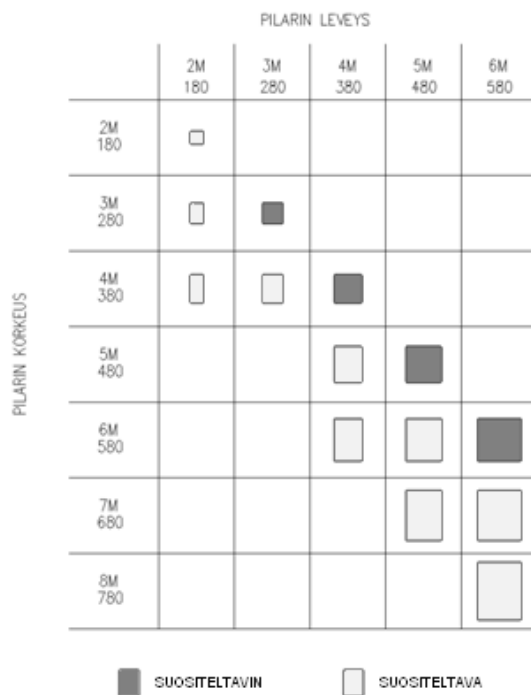 PILARIN LEVEYS
2M 3M 4M 5M 6M
180 280 380 480 580
2M
180
3M
280
4M
380
PILARIN KORKEUS
5M
480
6M
580
7M
680
8M
780
SUOSITELTAVIN SUOSITELTAVA